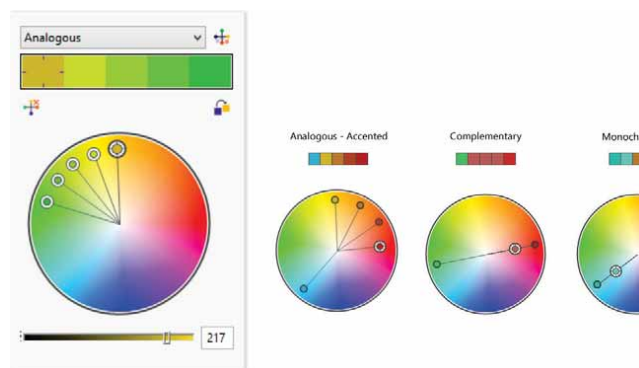 Analogous
217
Analogous - Accented
Complementary
Monoch